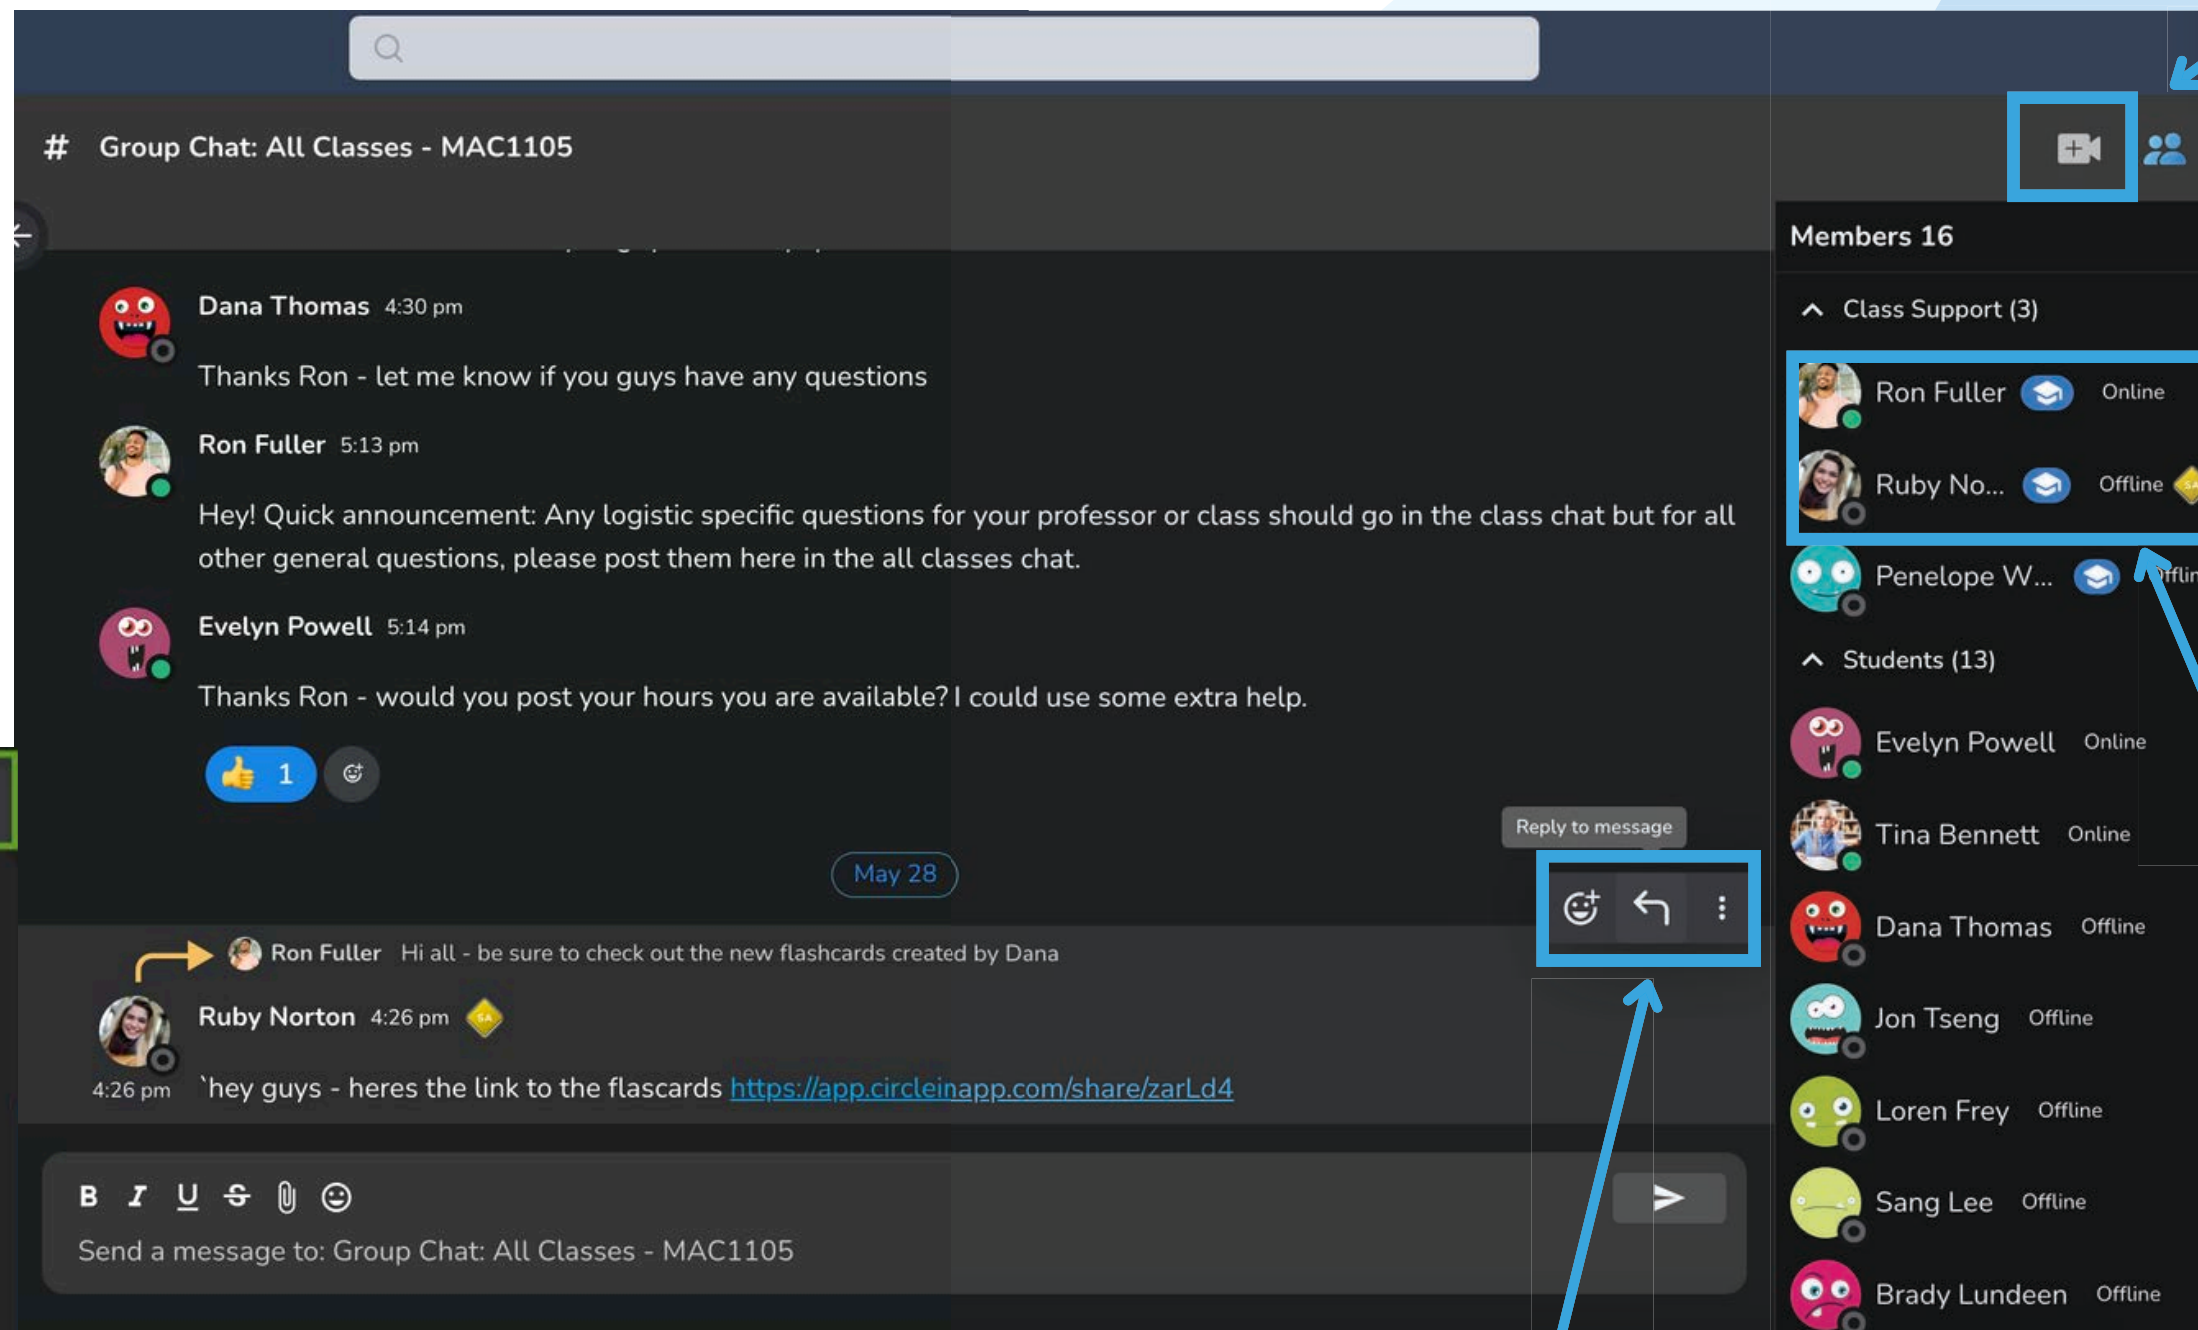 # Group Chat: All Classes - MAC1105
Dana Thomas 4:30 pm
Thanks Ron - let me know if you guys have any questions
Ron Fuller 5:13 pm
Hey! Quick announcement: Any logistic specific questions for your professor or class should go in the class chat but for all
other general questions, please post them here in the all classes chat.
Evelyn Powell 5:14 pm
Thanks Ron - would you post your hours you are available? I could use some extra help.
1
Reply to message
May 28
Ron Fuller Hi all - be sure to check out the new flashcards created by Dana
Ruby Norton 4:26 pm SA
4:26 pm `hey guys - heres the link to the flascards https://app.circleinapp.com/share/zarLd4
B I U S
Send a message to: Group Chat: All Classes - MAC1105
Members 16
Class Support (3)
Ron Fuller Online
Ruby No... Offline SA
Penelope W...
Students (13)
Evelyn Powell Online
Tina Bennett Online
Dana Thomas Offline
Jon Tseng Offline
Loren Frey Offline
Sang Lee Offline
Brady Lundeen Offline